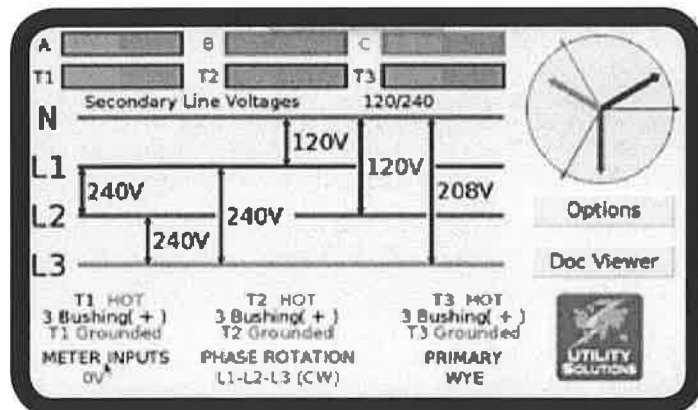 A B C
T1 T2 T3
Secondary Line Voltages 120/240
N
120V
L1
120V
240V 208V
L2 240V
240V
L3
Options
Doc Viewer
T1 HOT T2 HOT T3 HOT
3 Bushing( + ) 3 Bushing( + ) 3 Bushing( + )
T1 Grounded T2 Grounded T3 Grounded
METER INPUTS PHASE ROTATION PRIMARY
0V L1-L2-L3 (CW) WYE
UTILITY
SOLUTIONS